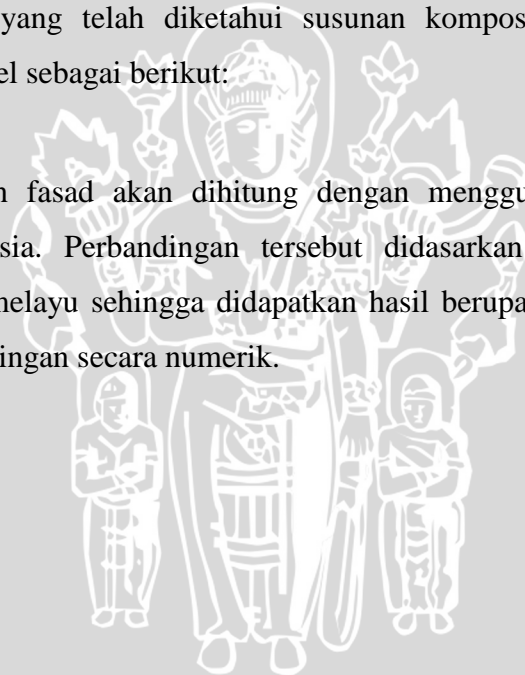 yang telah diketahui susunan kompos
el sebagai berikut:
n fasad akan dihitung dengan menggu
sia. Perbandingan tersebut didasarkan
melayu sehingga didapatkan hasil berupa
ingan secara numerik.